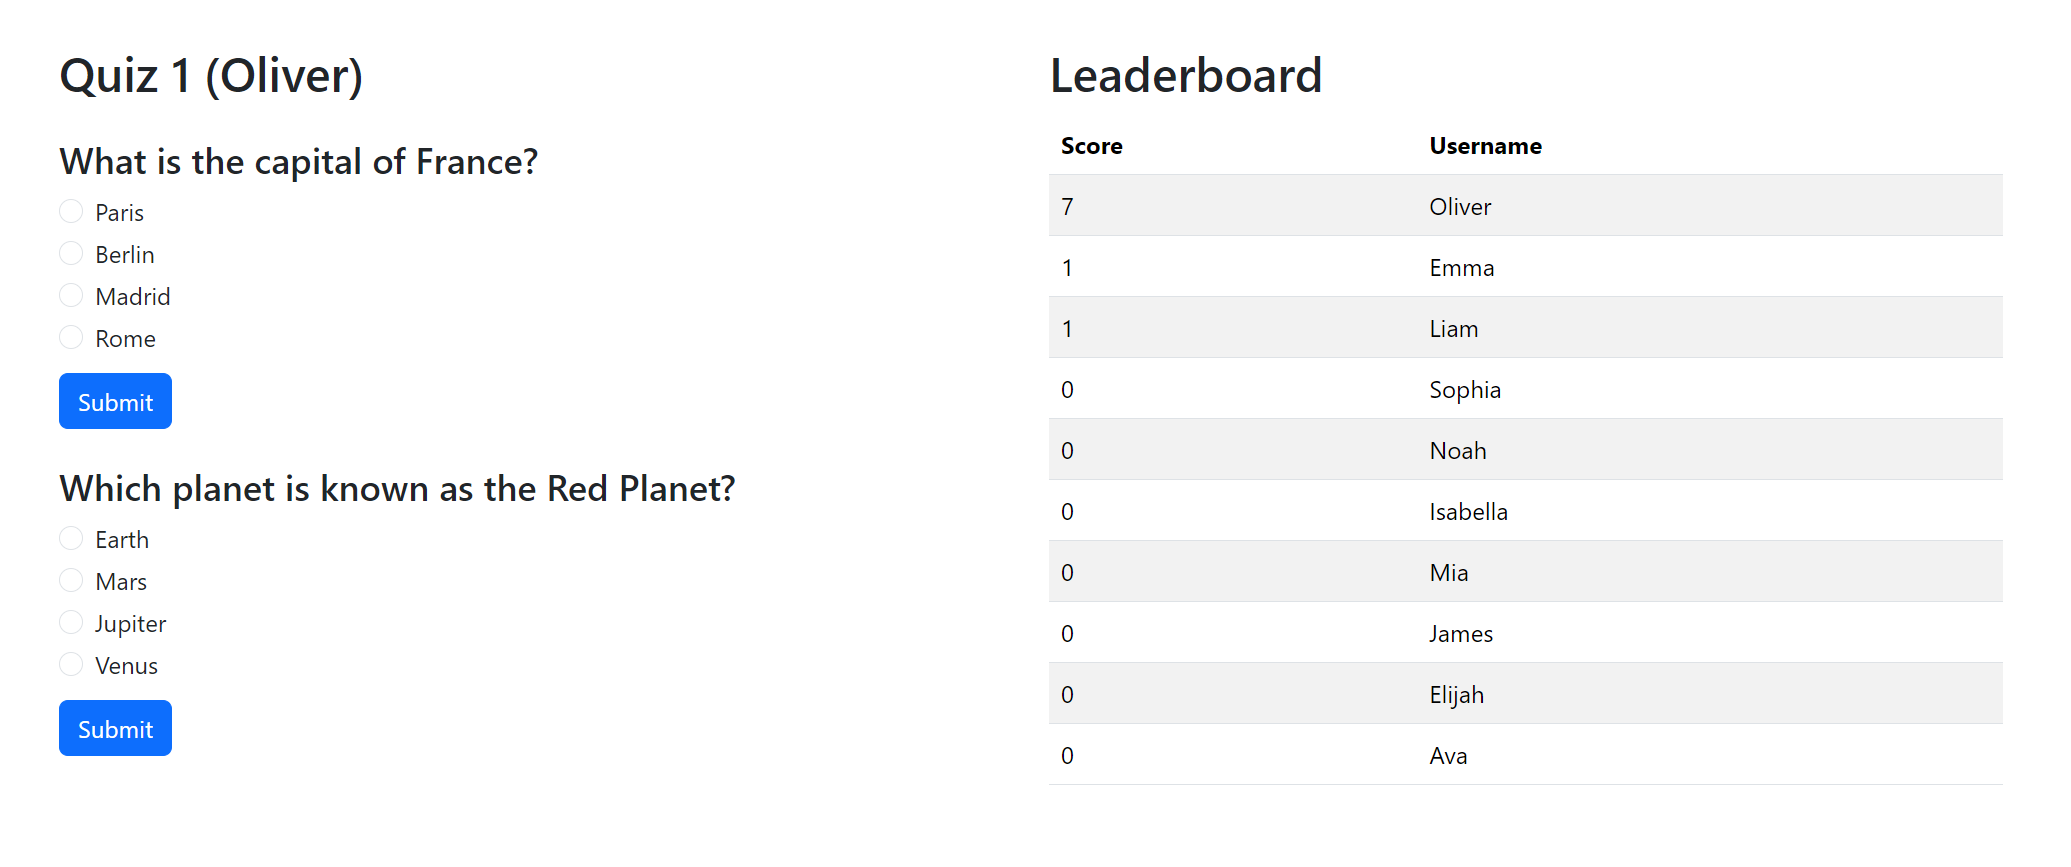 Quiz 1 (Oliver)
What is the capital of France?
Paris
Berlin
Madrid
Rome
Submit
Which planet is known as the Red Planet?
Earth
Mars
Jupiter
Venus
Submit
Leaderboard
Score Username
7 Oliver
1 Emma
1 Liam
0 Sophia
0 Noah
0 Isabella
0 Mia
0 James
0 Elijah
0 Ava